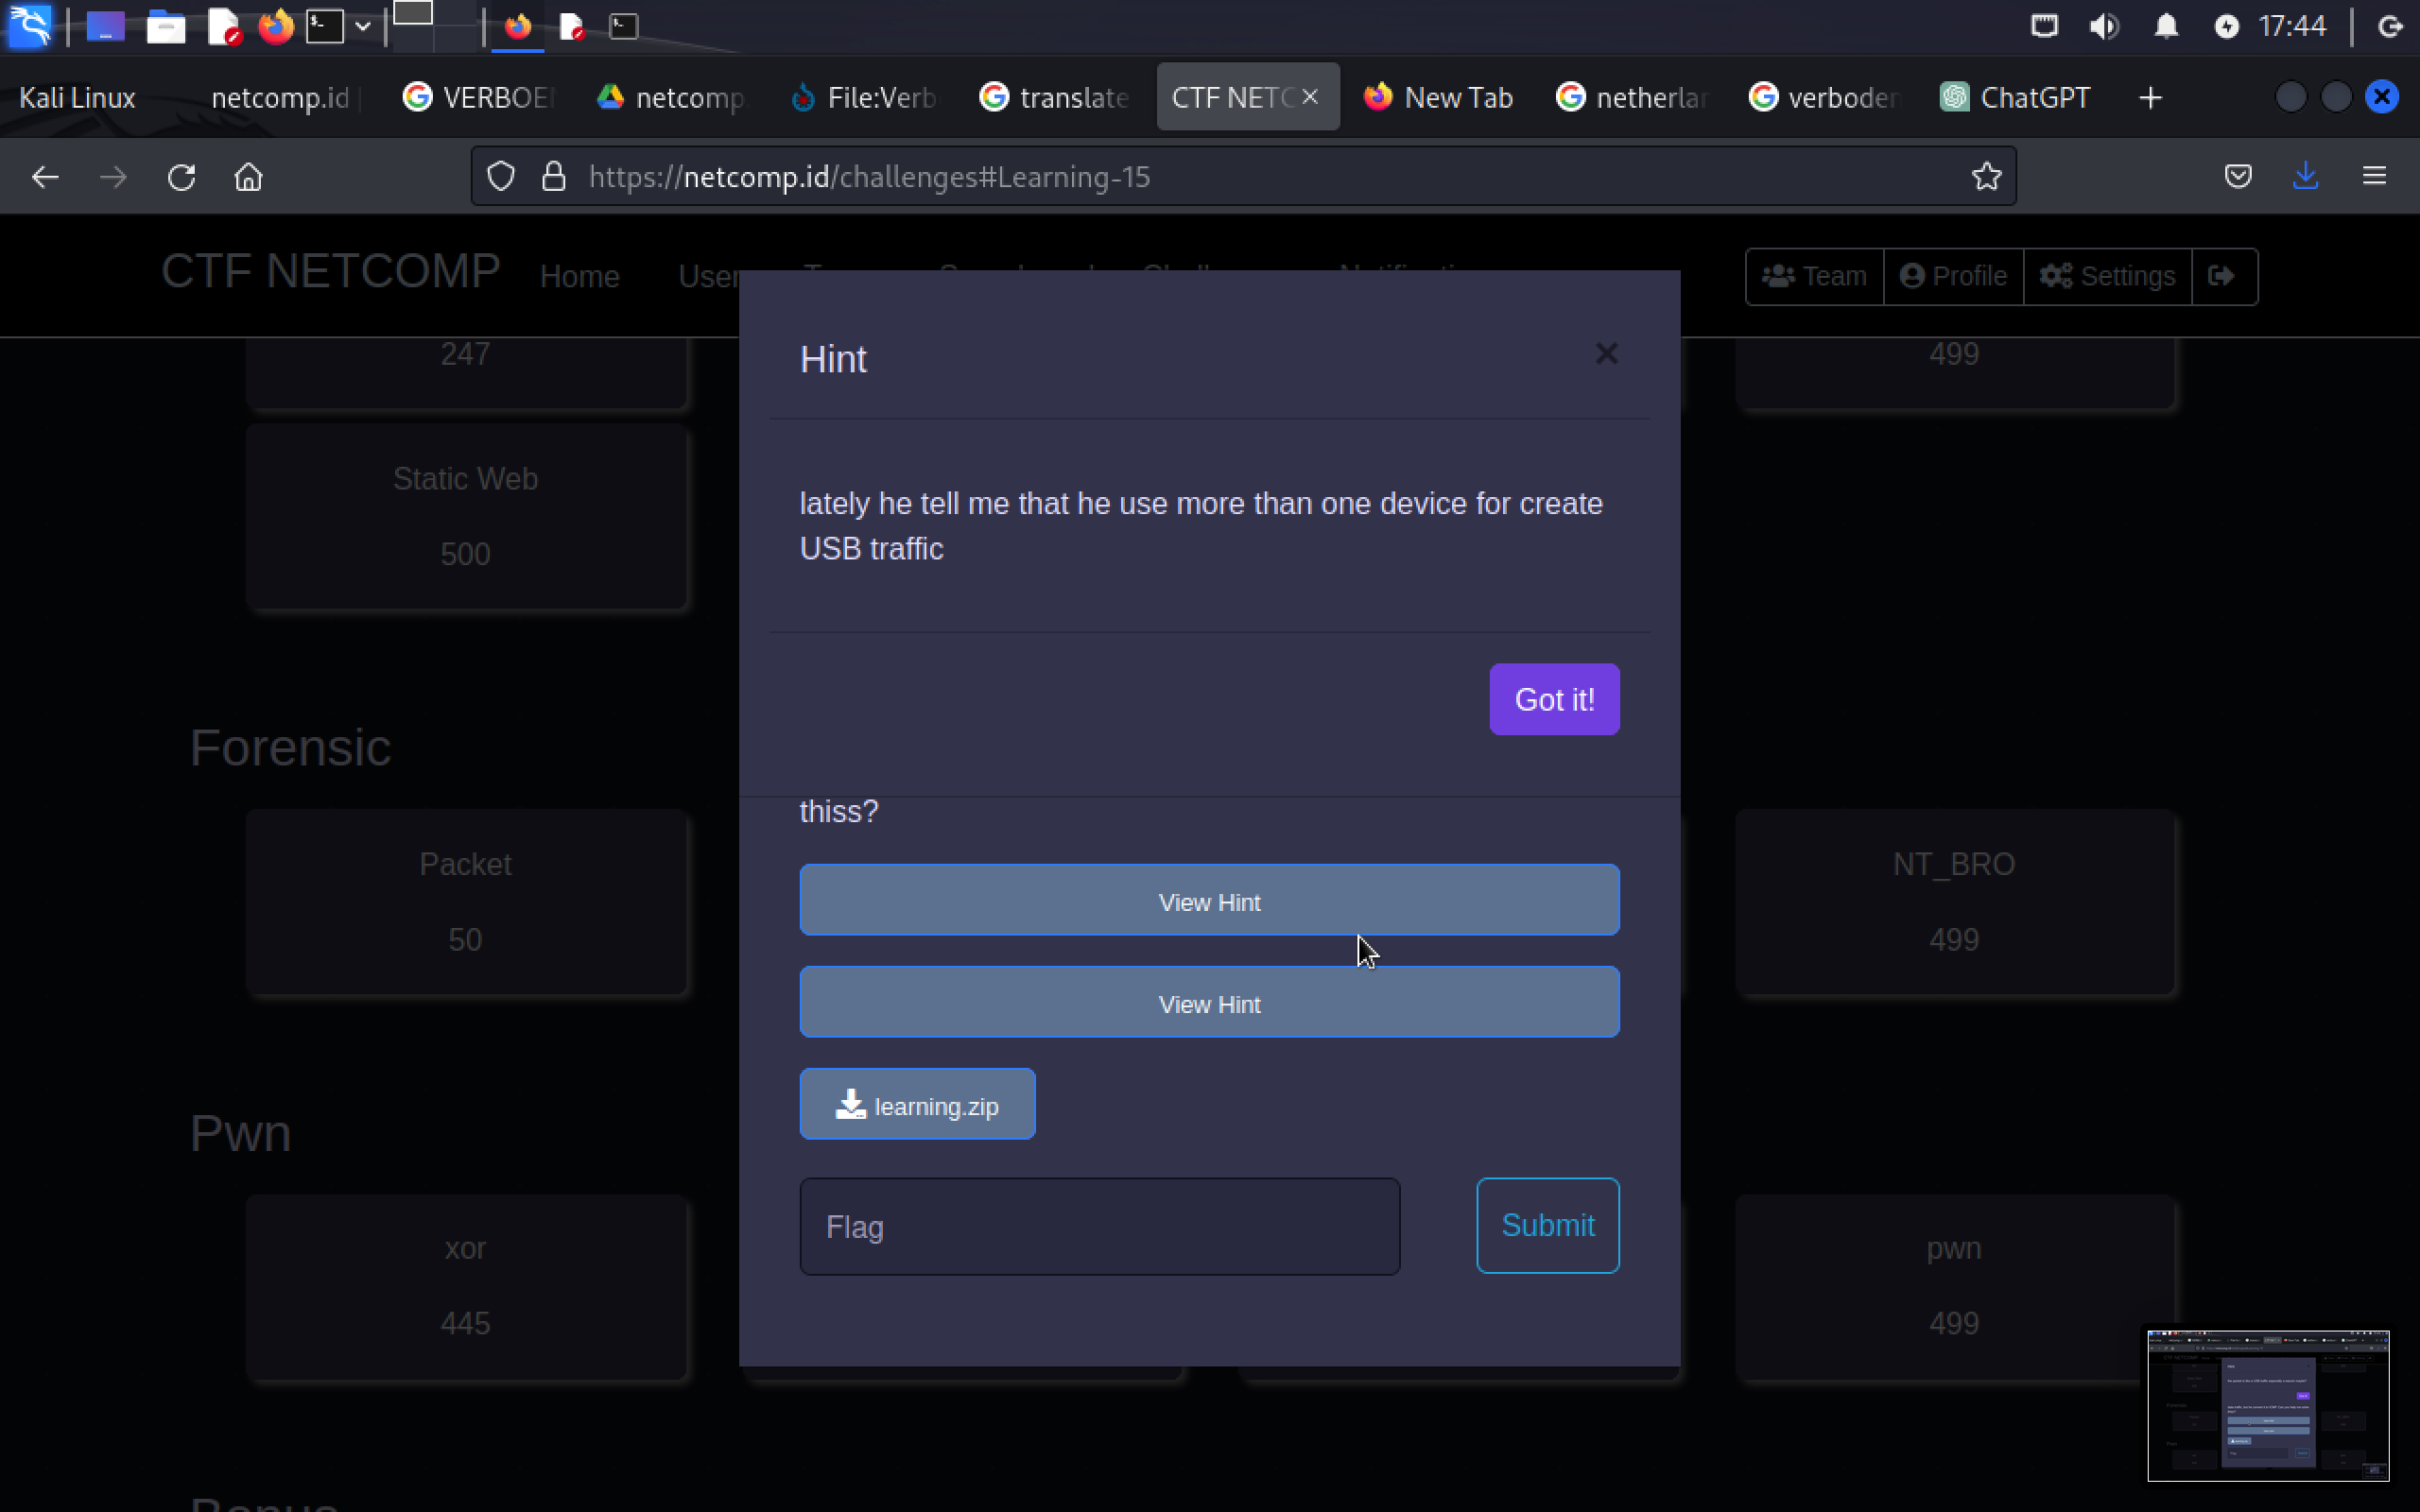 17:44
Kali Linux
netcomp.id
VERBOE
netcomp
File:Verb
translate
CTF NETC
New Tab
netherlar
verboden
ChatGPT
https://netcomp.id/challenges#Learning-15
CTF NETCOMP
Home
User
Team
Profile
Settings
247
499
Hint
lately he tell me that he use more than one device for create
USB traffic
Got it!
Static Web
500
Forensic
thiss?
View Hint
View Hint
learning.zip
Flag
Submit
Packet
50
NT_BRO
499
Pwn
xor
445
pwn
499